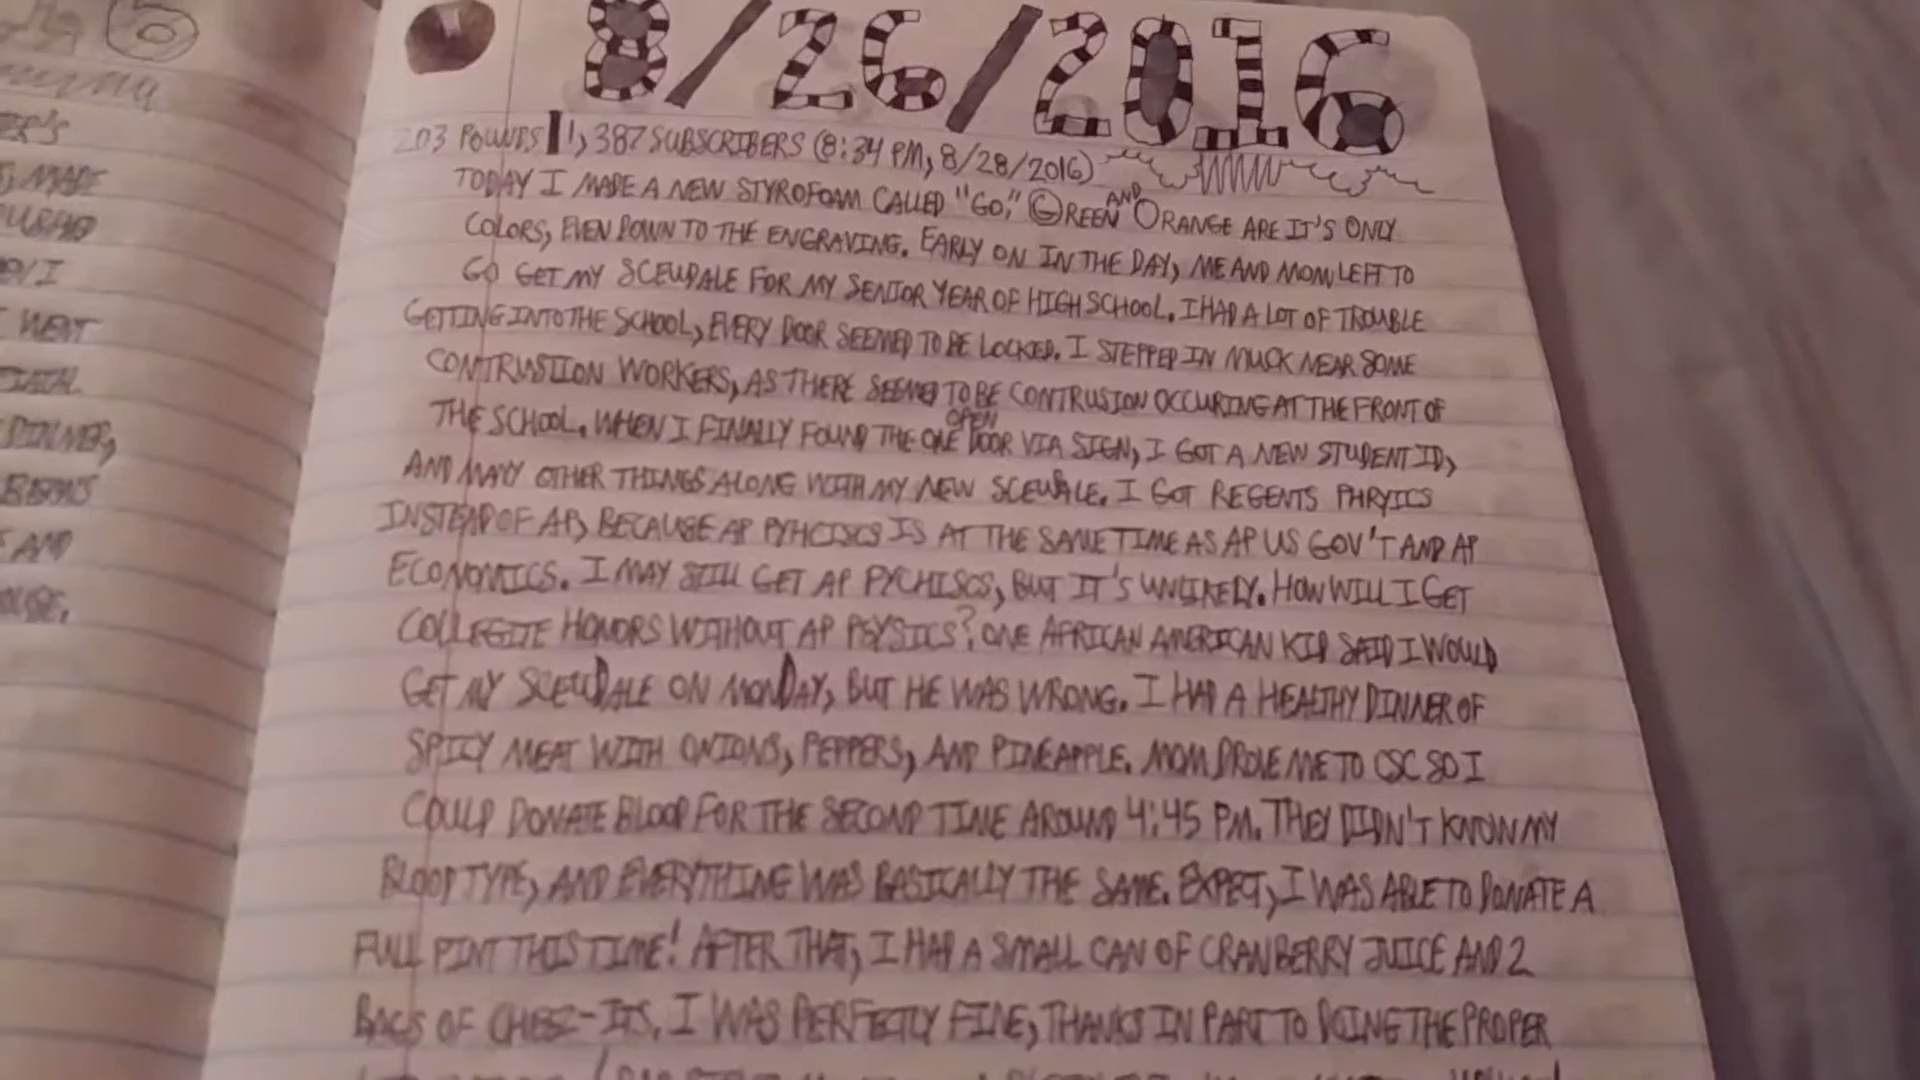 8/26/2016
203 POUNDS 1,387 SUBSCRIBERS (8:34 PM, 8/28/2016)
TODAY I MADE A NEW STYROFOAM CALLED "GO," GREEN AND ORANGE ARE IT'S ONLY
COLORS, EVEN DOWN TO THE ENGRAVING. EARLY ON IN THE DAY, ME AND MOM LEFT TO
GO GET MY SCEUDALE FOR MY SENIOR YEAR OF HIGH SCHOOL. I HAD A LOT OF TROUBLE
GETTING INTO THE SCHOOL, EVERY DOOR SEEMED TO BE LOCKED. I STEPPED IN MUCK NEAR SOME
CONTRUSTION WORKERS, AS THERE SEEMED TO BE CONTRUSION OCCURING AT THE FRONT OF
THE SCHOOL. WHEN I FINALLY FOUND THE ONE OPEN DOOR VIA SIGN, I GOT A NEW STUDENT ID,
AND MANY OTHER THINGS ALONG WITH MY NEW SCEUDALE. I GOT REGENTS PHRYICS
INSTEAD OF AP, BECAUSE AP PYHCISCS IS AT THE SAME TIME AS AP US GOV'T AND AP
ECONOMICS. I MAY STILL GET AP PYCHISCS, BUT IT'S UNLIKELY. HOW WILL I GET
COLLEGITE HONORS WITHOUT AP PSYSICS? ONE AFRICAN AMERICAN KID SAID I WOULD
GET MY SCEUDALE ON MONDAY, BUT HE WAS WRONG. I HAD A HEALTHY DINNER OF
SPICY MEAT WITH ONIONS, PEPPERS, AND PINEAPPLE. MOM DROVE ME TO CSC SO I
COULD DONATE BLOOD FOR THE SECOND TIME AROUND 4:45 PM. THEY DIDN'T KNOW MY
BLOOD TYPE, AND EVERYTHING WAS BASICALLY THE SAME. EXPECT, I WAS ABLE TO DONATE A
FULL PINT THIS TIME! AFTER THAT, I HAD A SMALL CAN OF CRANBERRY JUICE AND 2
BAGS OF CHEEZ-ITS. I WAS PERFECTLY FINE, THANKS IN PART TO DOING THE PROPER